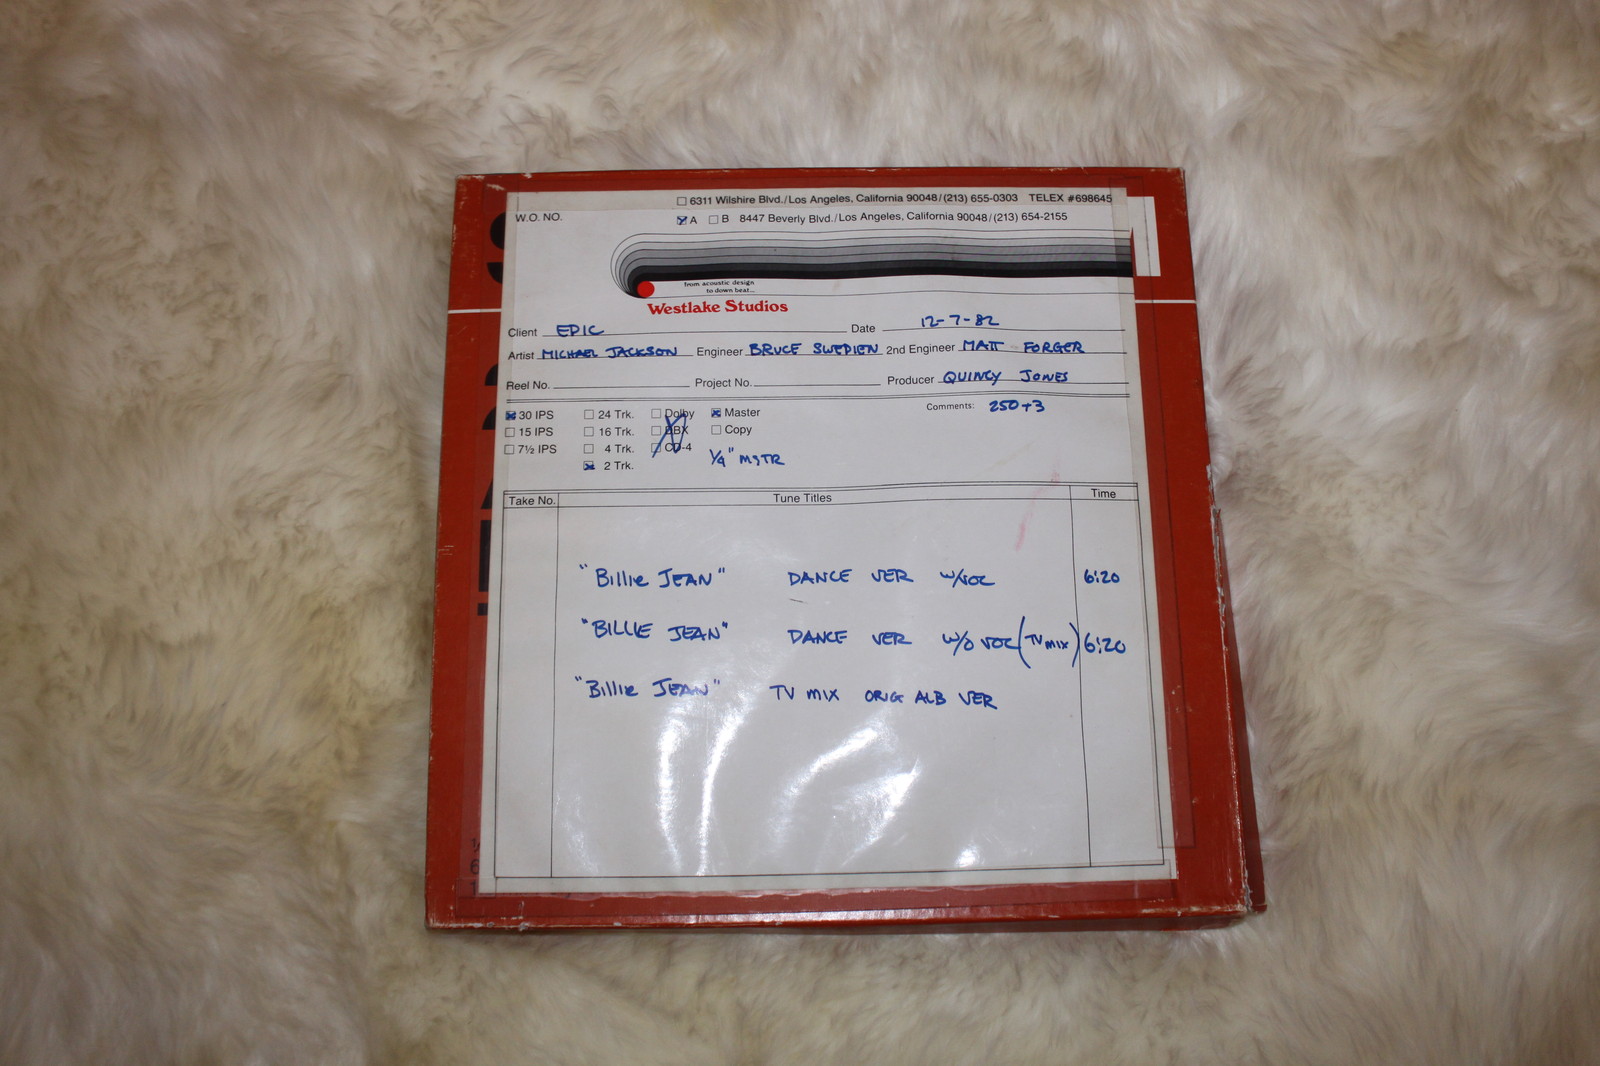 6311 Wilshire Blvd./Los Angeles, California 90048/(213) 655-0303 TELEX #698645
W.O. NO. A B 8447 Beverly Blvd./Los Angeles, California 90048/(213) 654-2155
from acoustic design
to down beat...
Westlake Studios
Client EPIC Date 12-7-82
Artist MICHAEL JACKSON Engineer BRUCE SWEDIEN 2nd Engineer MATT FORGER
Reel No. Project No. Producer QUINCY JONES
30 IPS 24 Trk. Dolby Master Comments: 250+3
15 IPS 16 Trk. DBX Copy
7½ IPS 4 Trk. CD-4 ¼" MSTR
2 Trk.
Take No. Tune Titles Time
"Billie JEAN" DANCE VER W/VOC 6:20
"BILLIE JEAN" DANCE VER W/O VOC (TV MIX) 6:20
"Billie JEAN" TV MIX ORIG ALB VER